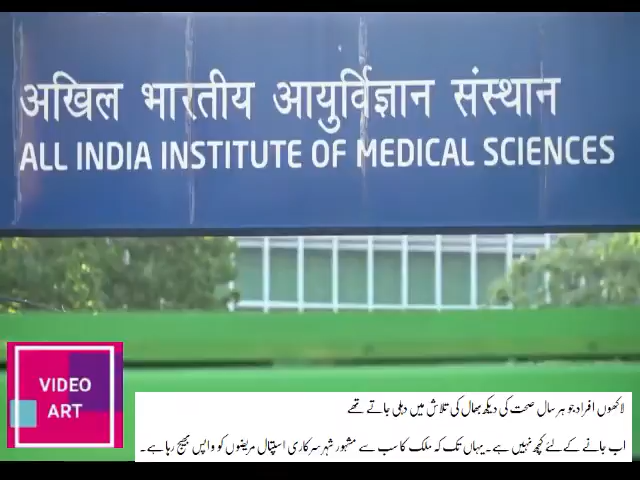 अखिल भारतीय आयुर्विज्ञान संस्थान
ALL INDIA INSTITUTE OF MEDICAL SCIENCES
VIDEO
ART
لاکھوں افراد جو ہر سال صحت کی دیکھ بھال کی تلاش میں دہلی جاتے تھے
اب جانے کے لئے کچھ نہیں ہے۔ یہاں تک کہ ملک کا سب سے مشہور شہر سرکاری اسپتال مریضوں کو واپس بھیج رہا ہے۔